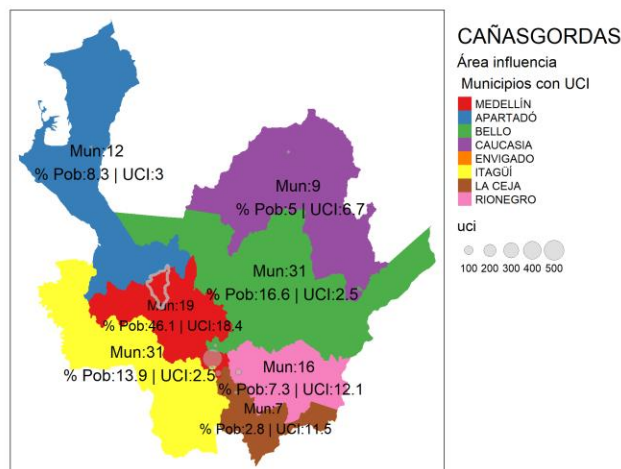 CAÑASGORDAS
Área influencia
Municipios con UCI
MEDELLÍN
APARTADÓ
BELLO
CAUCASIA
ENVIGADO
ITAGÜÍ
LA CEJA
RIONEGRO
uci
100 200 300 400 500
Mun:12
% Pob:8.3 | UCI:3
Mun:9
% Pob:5 | UCI:6.7
Mun:31
% Pob:16.6 | UCI:2.5
Mun:19
% Pob:46.1 | UCI:18.4
Mun:31
% Pob:13.9 | UCI:2.5
Mun:16
% Pob:7.3 | UCI:12.1
Mun:7
% Pob:2.8 | UCI:11.5